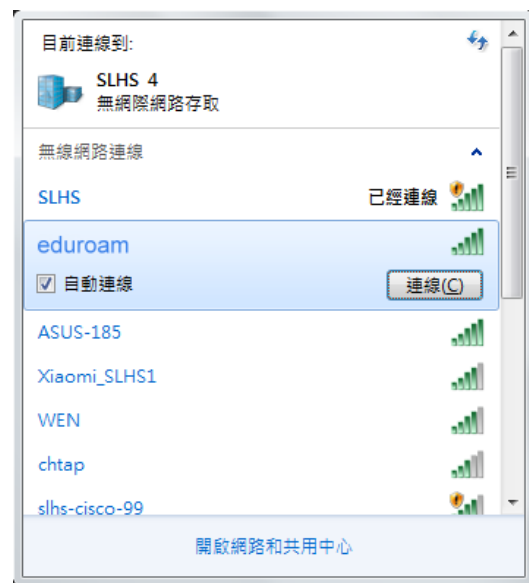 目前連線到:
SLHS 4
無網際網路存取
無線網路連線
SLHS 已經連線
eduroam
自動連線 連線(C)
ASUS-185
Xiaomi_SLHS1
WEN
chtap
slhs-cisco-99
開啟網路和共用中心